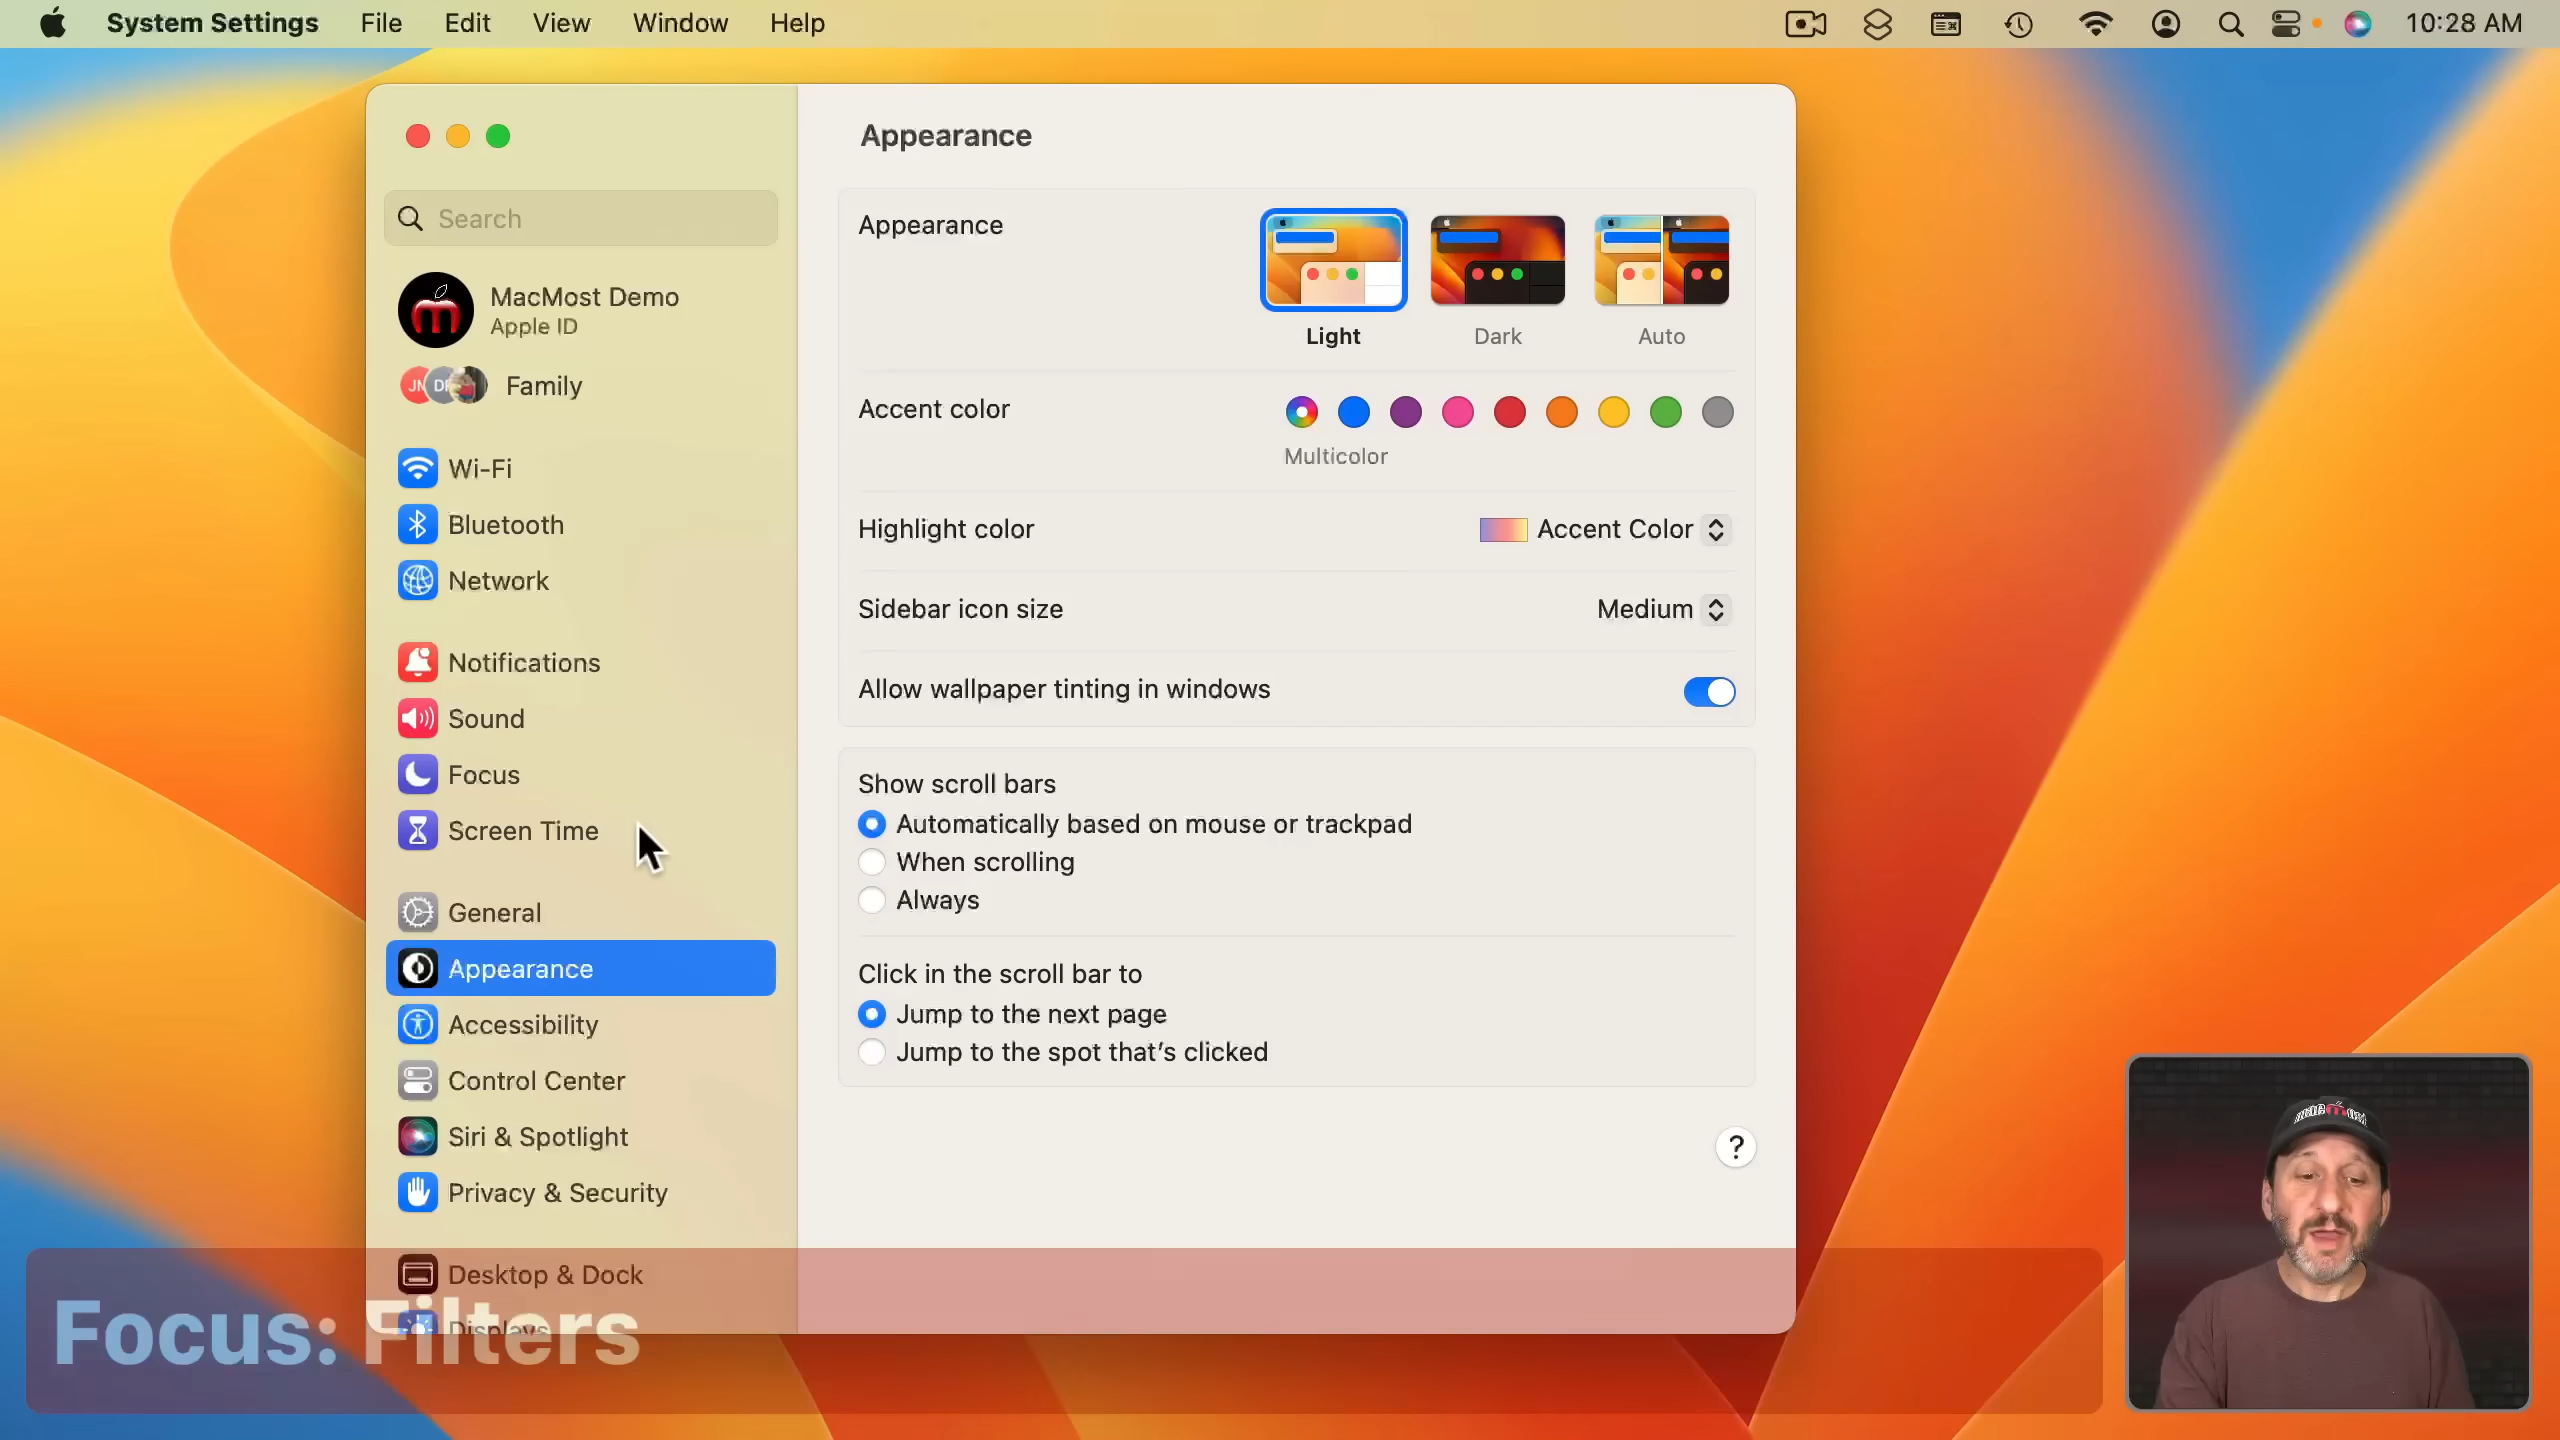 System Settings File Edit View Window Help 10:28 AM
Search
MacMost Demo
Apple ID
Family
Wi-Fi
Bluetooth
Network
Notifications
Sound
Focus
Screen Time
General
Appearance
Accessibility
Control Center
Siri & Spotlight
Privacy & Security
Desktop & Dock
Displays
Appearance
Appearance
Light Dark Auto
Accent color
Multicolor
Highlight color Accent Color
Sidebar icon size Medium
Allow wallpaper tinting in windows
Show scroll bars
Automatically based on mouse or trackpad
When scrolling
Always
Click in the scroll bar to
Jump to the next page
Jump to the spot that's clicked
?
Focus: Filters